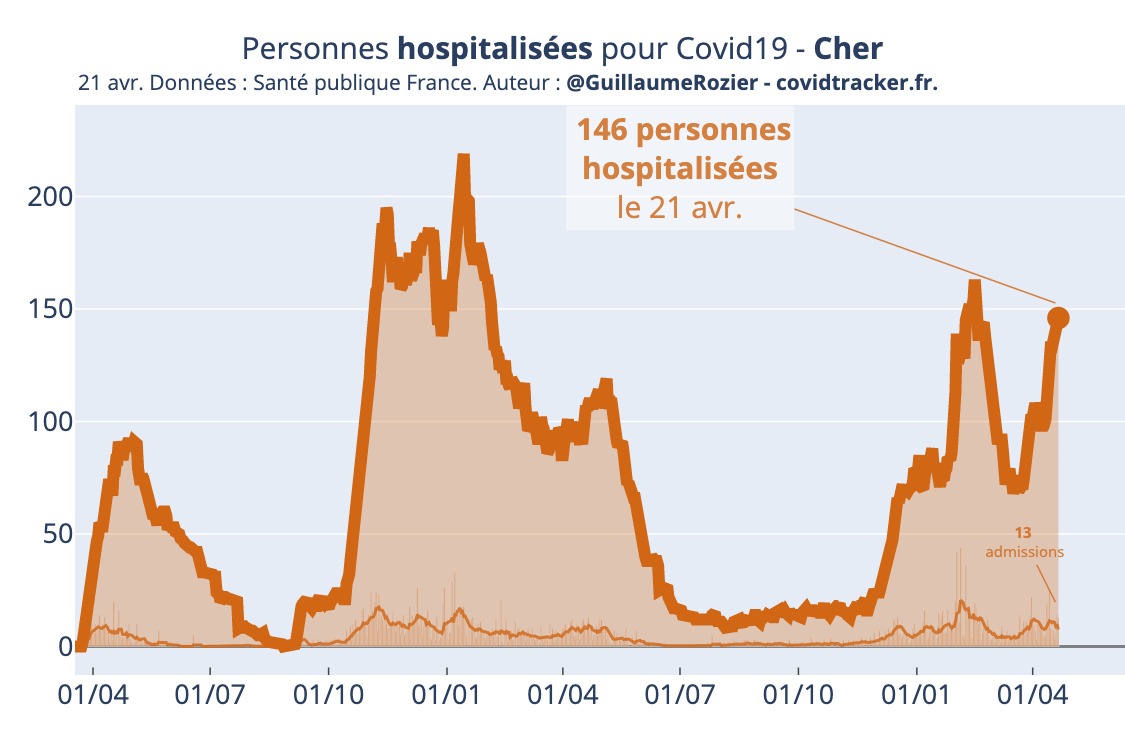 Personnes hospitalisées pour Covid19 - Cher
21 avr. Données : Santé publique France. Auteur : @GuillaumeRozier - covidtracker.fr.
146 personnes
hospitalisées
le 21 avr.
200
150
100
50
0
13
admissions
01/04 01/07 01/10 01/01 01/04 01/07 01/10 01/01 01/04